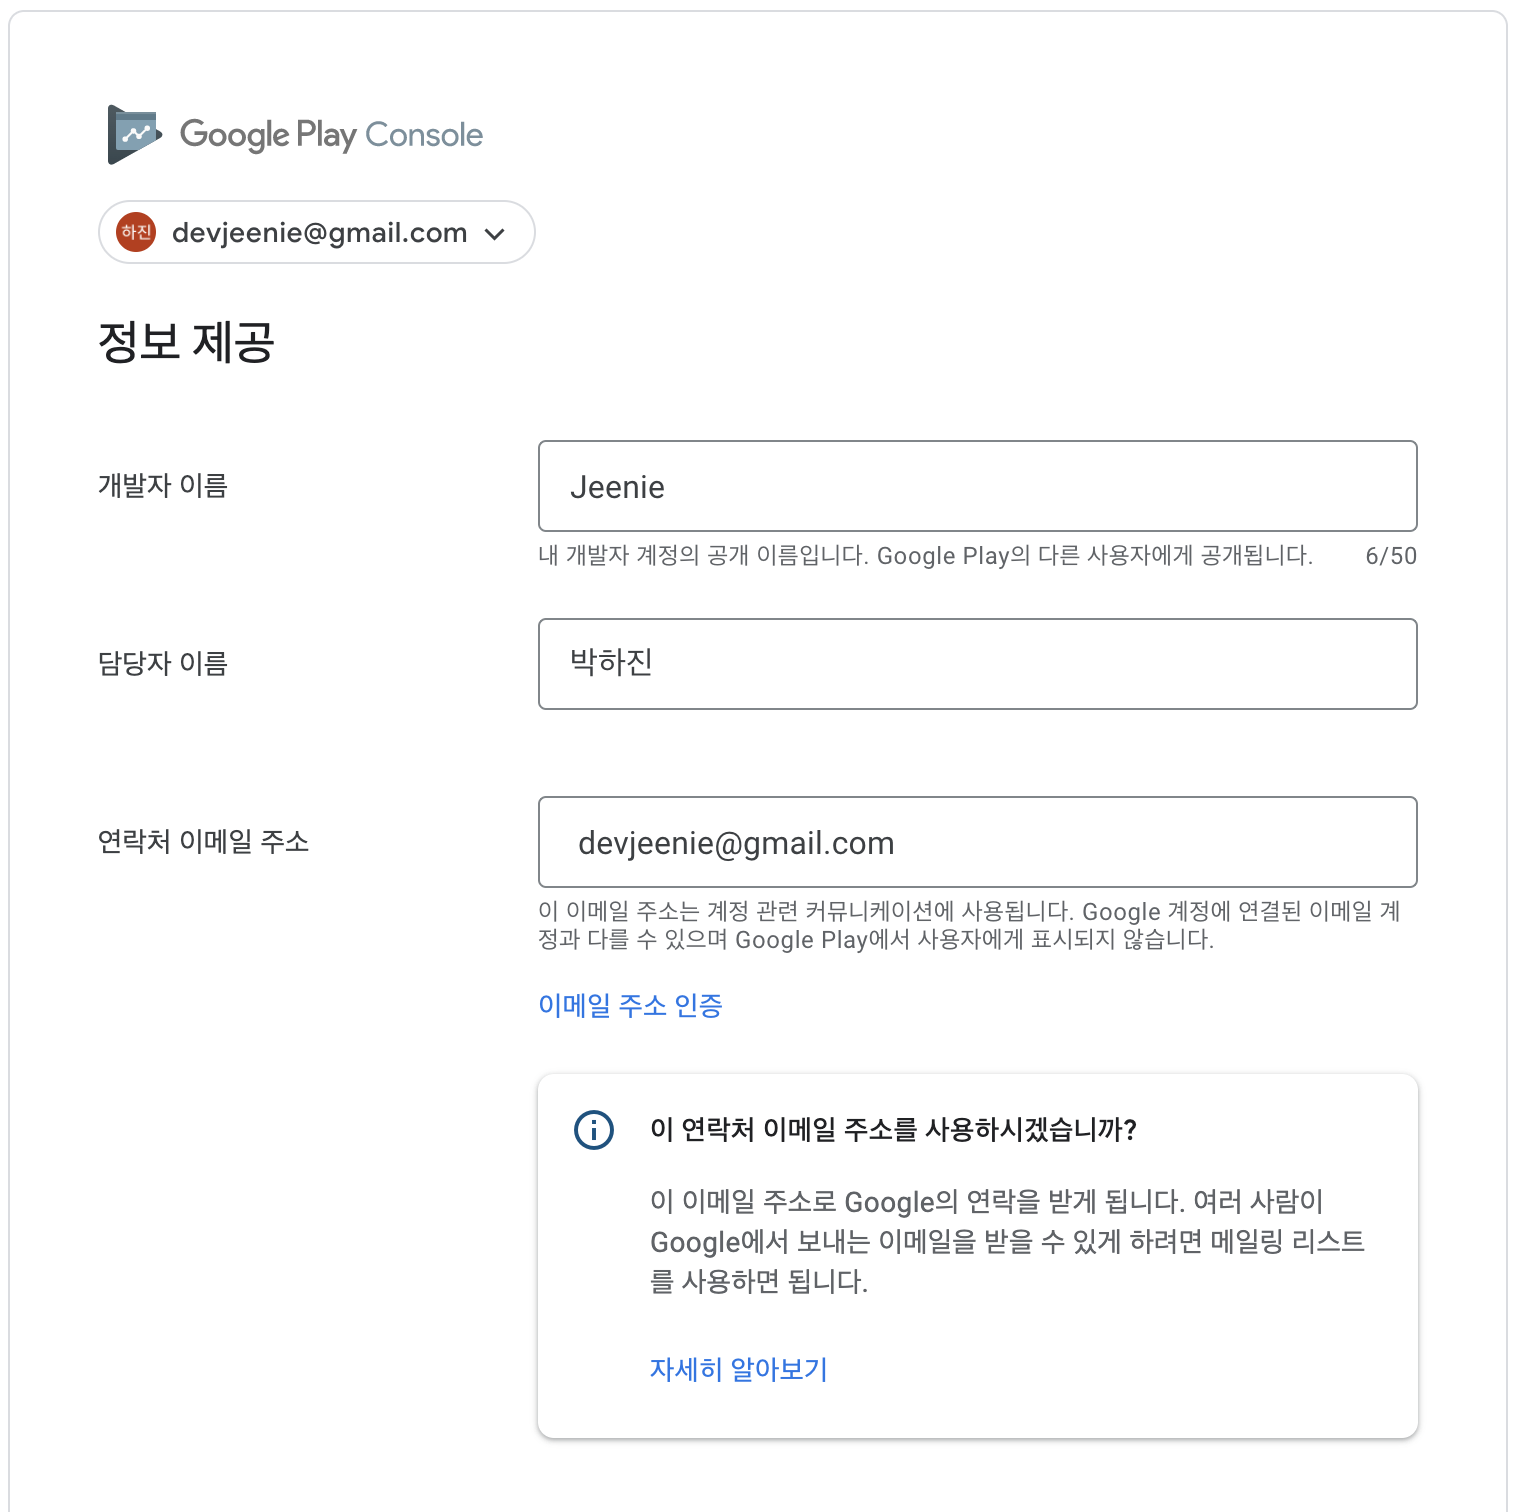 Google Play Console
하진 devjeenie@gmail.com
정보 제공
개발자 이름
Jeenie
내 개발자 계정의 공개 이름입니다. Google Play의 다른 사용자에게 공개됩니다. 6/50
담당자 이름
박하진
연락처 이메일 주소
devjeenie@gmail.com
이 이메일 주소는 계정 관련 커뮤니케이션에 사용됩니다. Google 계정에 연결된 이메일 계
정과 다를 수 있으며 Google Play에서 사용자에게 표시되지 않습니다.
이메일 주소 인증
이 연락처 이메일 주소를 사용하시겠습니까?
이 이메일 주소로 Google의 연락을 받게 됩니다. 여러 사람이
Google에서 보내는 이메일을 받을 수 있게 하려면 메일링 리스트
를 사용하면 됩니다.
자세히 알아보기